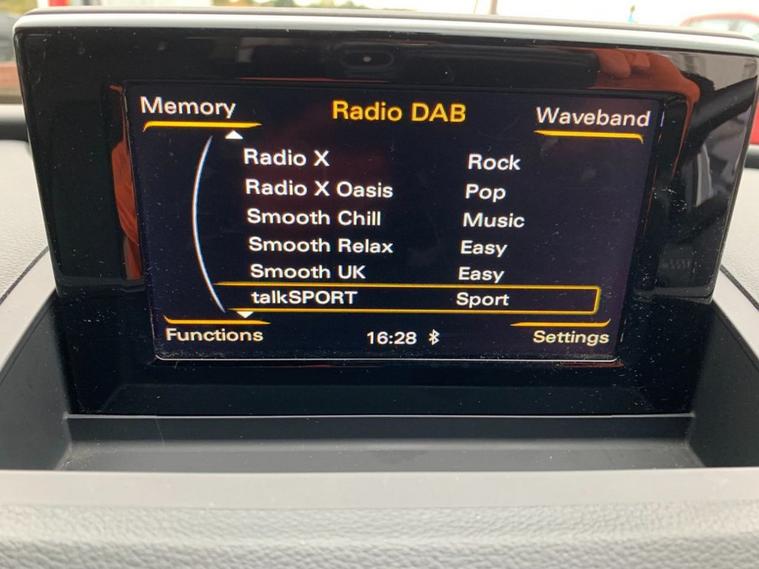 Memory Radio DAB Waveband
Radio X Rock
Radio X Oasis Pop
Smooth Chill Music
Smooth Relax Easy
Smooth UK Easy
talkSPORT Sport
Functions 16:28 Settings